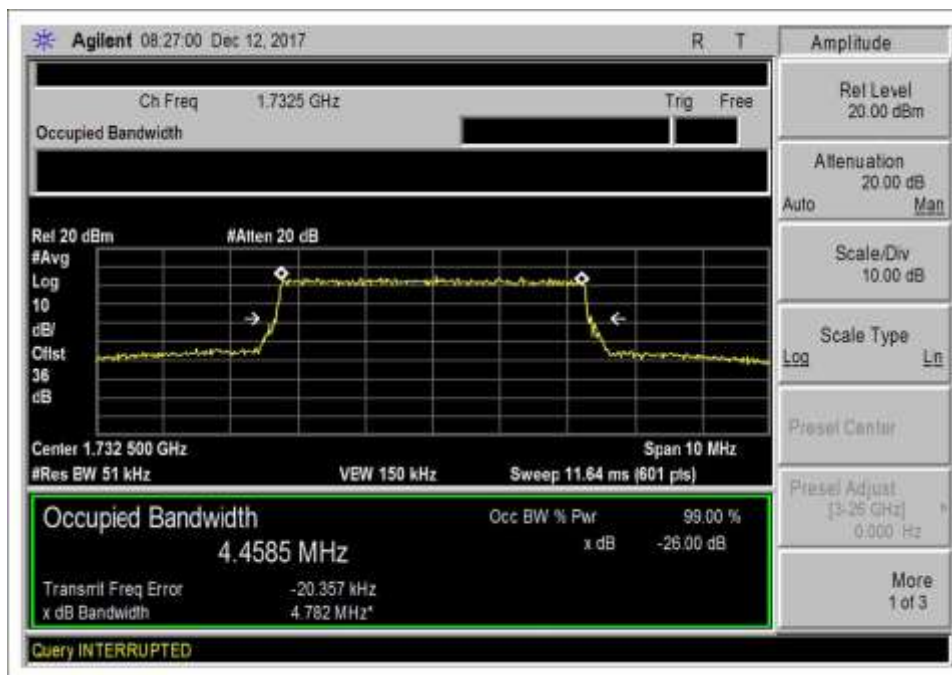 Agilent 08:27:00 Dec 12, 2017 R T
Ch Freq 1.7325 GHz Trig Free
Occupied Bandwidth
Ref 20 dBm #Atten 20 dB
#Avg
Log
10
dB/
Offst
36
dB
Center 1.732 500 GHz Span 10 MHz
#Res BW 51 kHz VBW 150 kHz Sweep 11.64 ms (601 pts)
Occupied Bandwidth
4.4585 MHz
Occ BW % Pwr 99.00 %
x dB -26.00 dB
Transmit Freq Error -20.357 kHz
x dB Bandwidth 4.782 MHz*
Query INTERRUPTED
Amplitude
Ref Level
20.00 dBm
Attenuation
20.00 dB
Auto Man
Scale/Div
10.00 dB
Scale Type
Log Lin
Presel Center
Presel Adjust
[3-26 GHz]
0.000 Hz
More
1 of 3